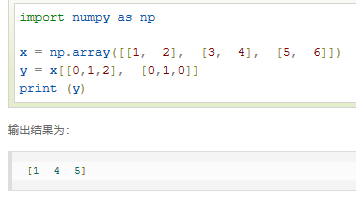 import numpy as np
x = np.array([[1, 2], [3, 4], [5, 6]])
y = x[[0,1,2], [0,1,0]]
print (y)
输出结果为:
[1 4 5]